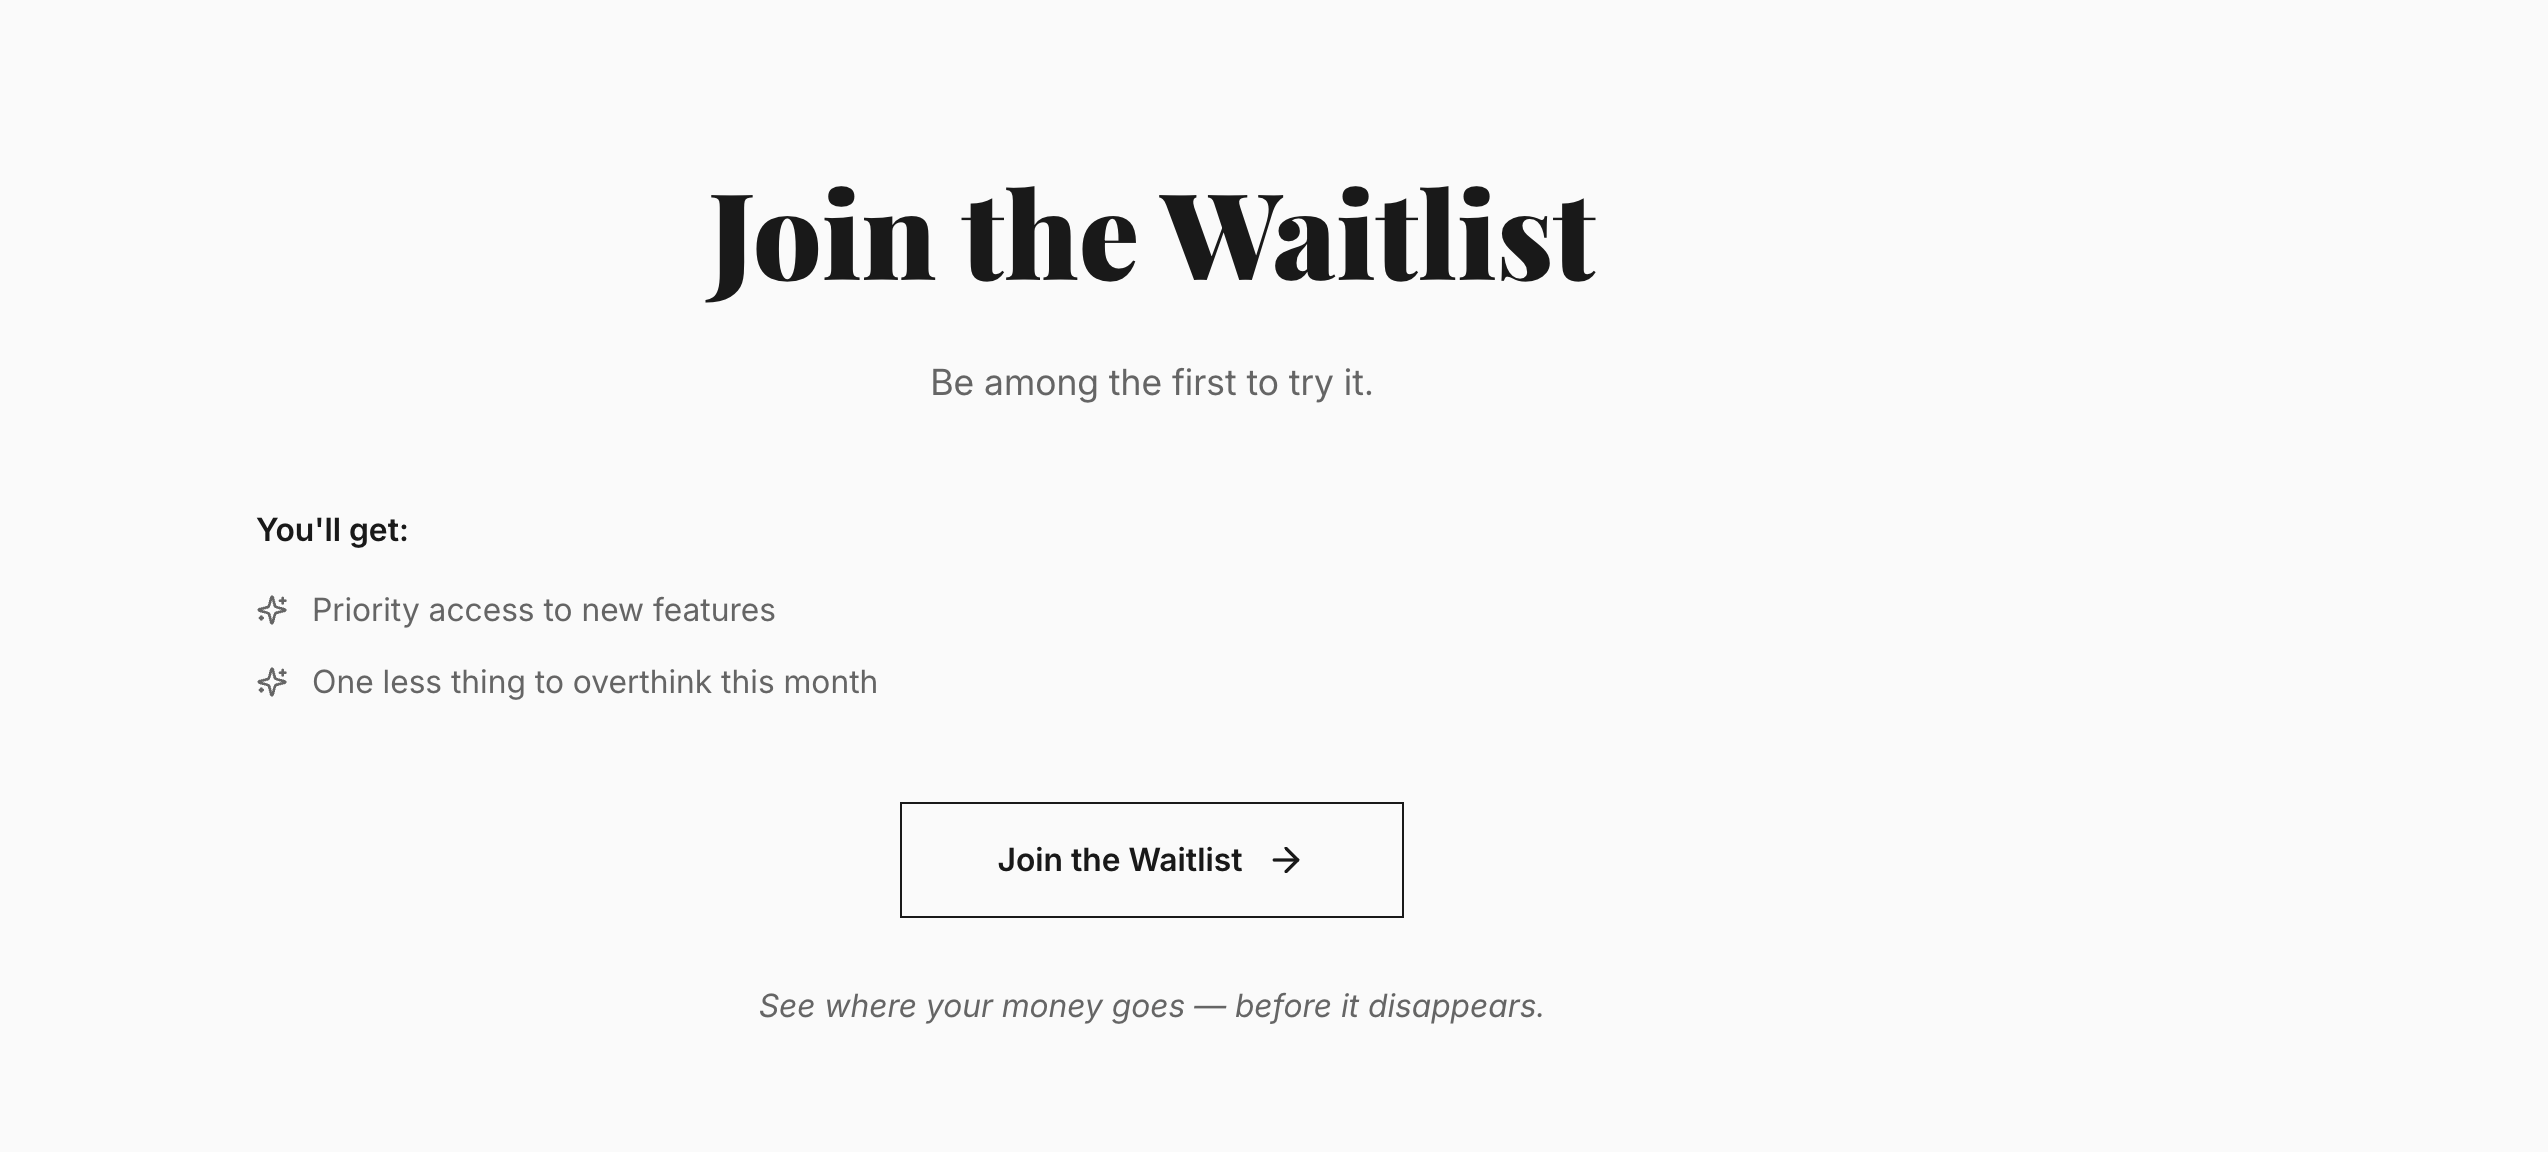 Join the Waitlist
Be among the first to try it.
You'll get:
Priority access to new features
One less thing to overthink this month
Join the Waitlist →
See where your money goes — before it disappears.